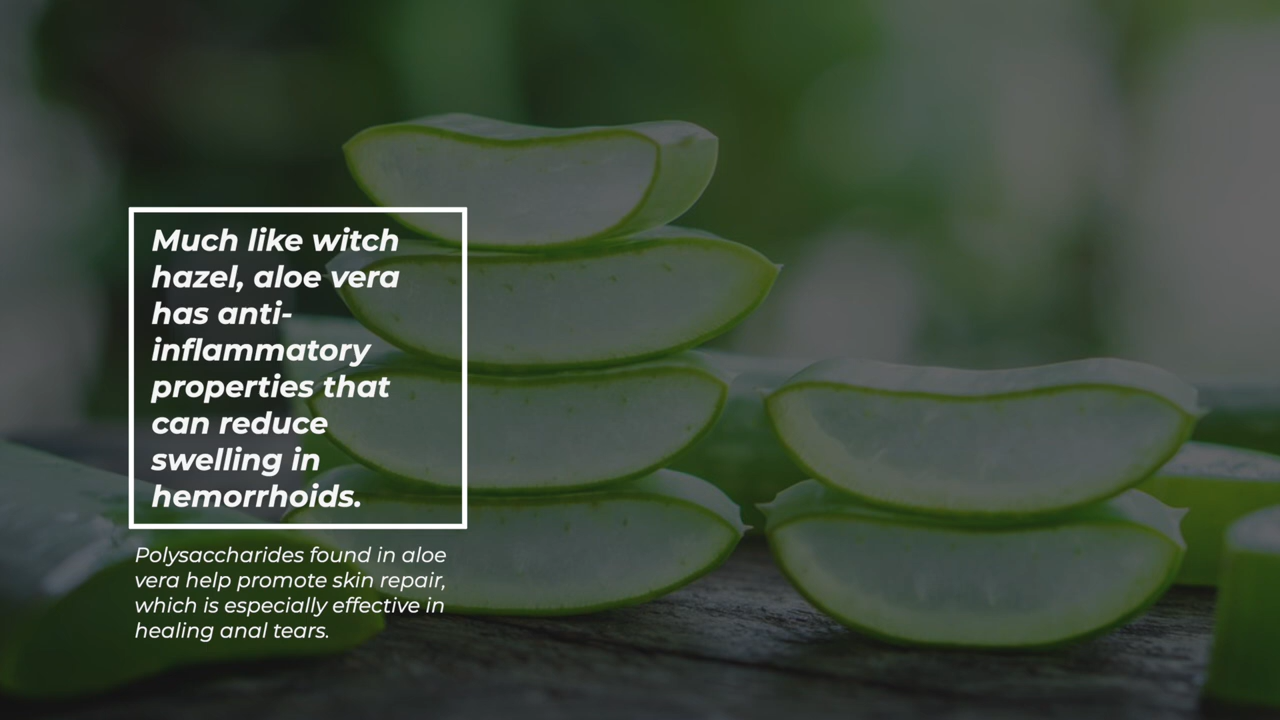 Much like witch
hazel, aloe vera
has anti-
inflammatory
properties that
can reduce
swelling in
hemorrhoids.
Polysaccharides found in aloe
vera help promote skin repair,
which is especially effective in
healing anal tears.